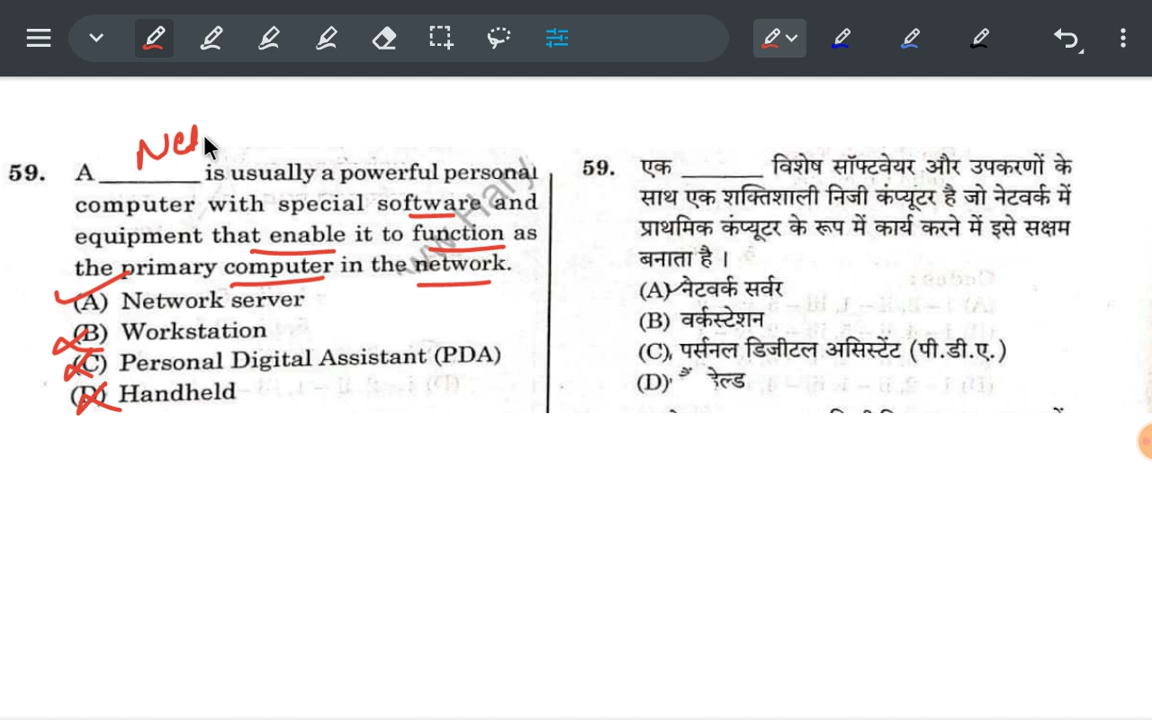 Net
59. A ________ is usually a powerful personal
computer with special software and
equipment that enable it to function as
the primary computer in the network.
(A) Network server
(B) Workstation
(C) Personal Digital Assistant (PDA)
(D) Handheld
59. एक ________ विशेष सॉफ्टवेयर और उपकरणों के
साथ एक शक्तिशाली निजी कंप्यूटर है जो नेटवर्क में
प्राथमिक कंप्यूटर के रूप में कार्य करने में इसे सक्षम
बनाता है ।
(A) नेटवर्क सर्वर
(B) वर्कस्टेशन
(C) पर्सनल डिजीटल असिस्टेंट (पी.डी.ए.)
(D)